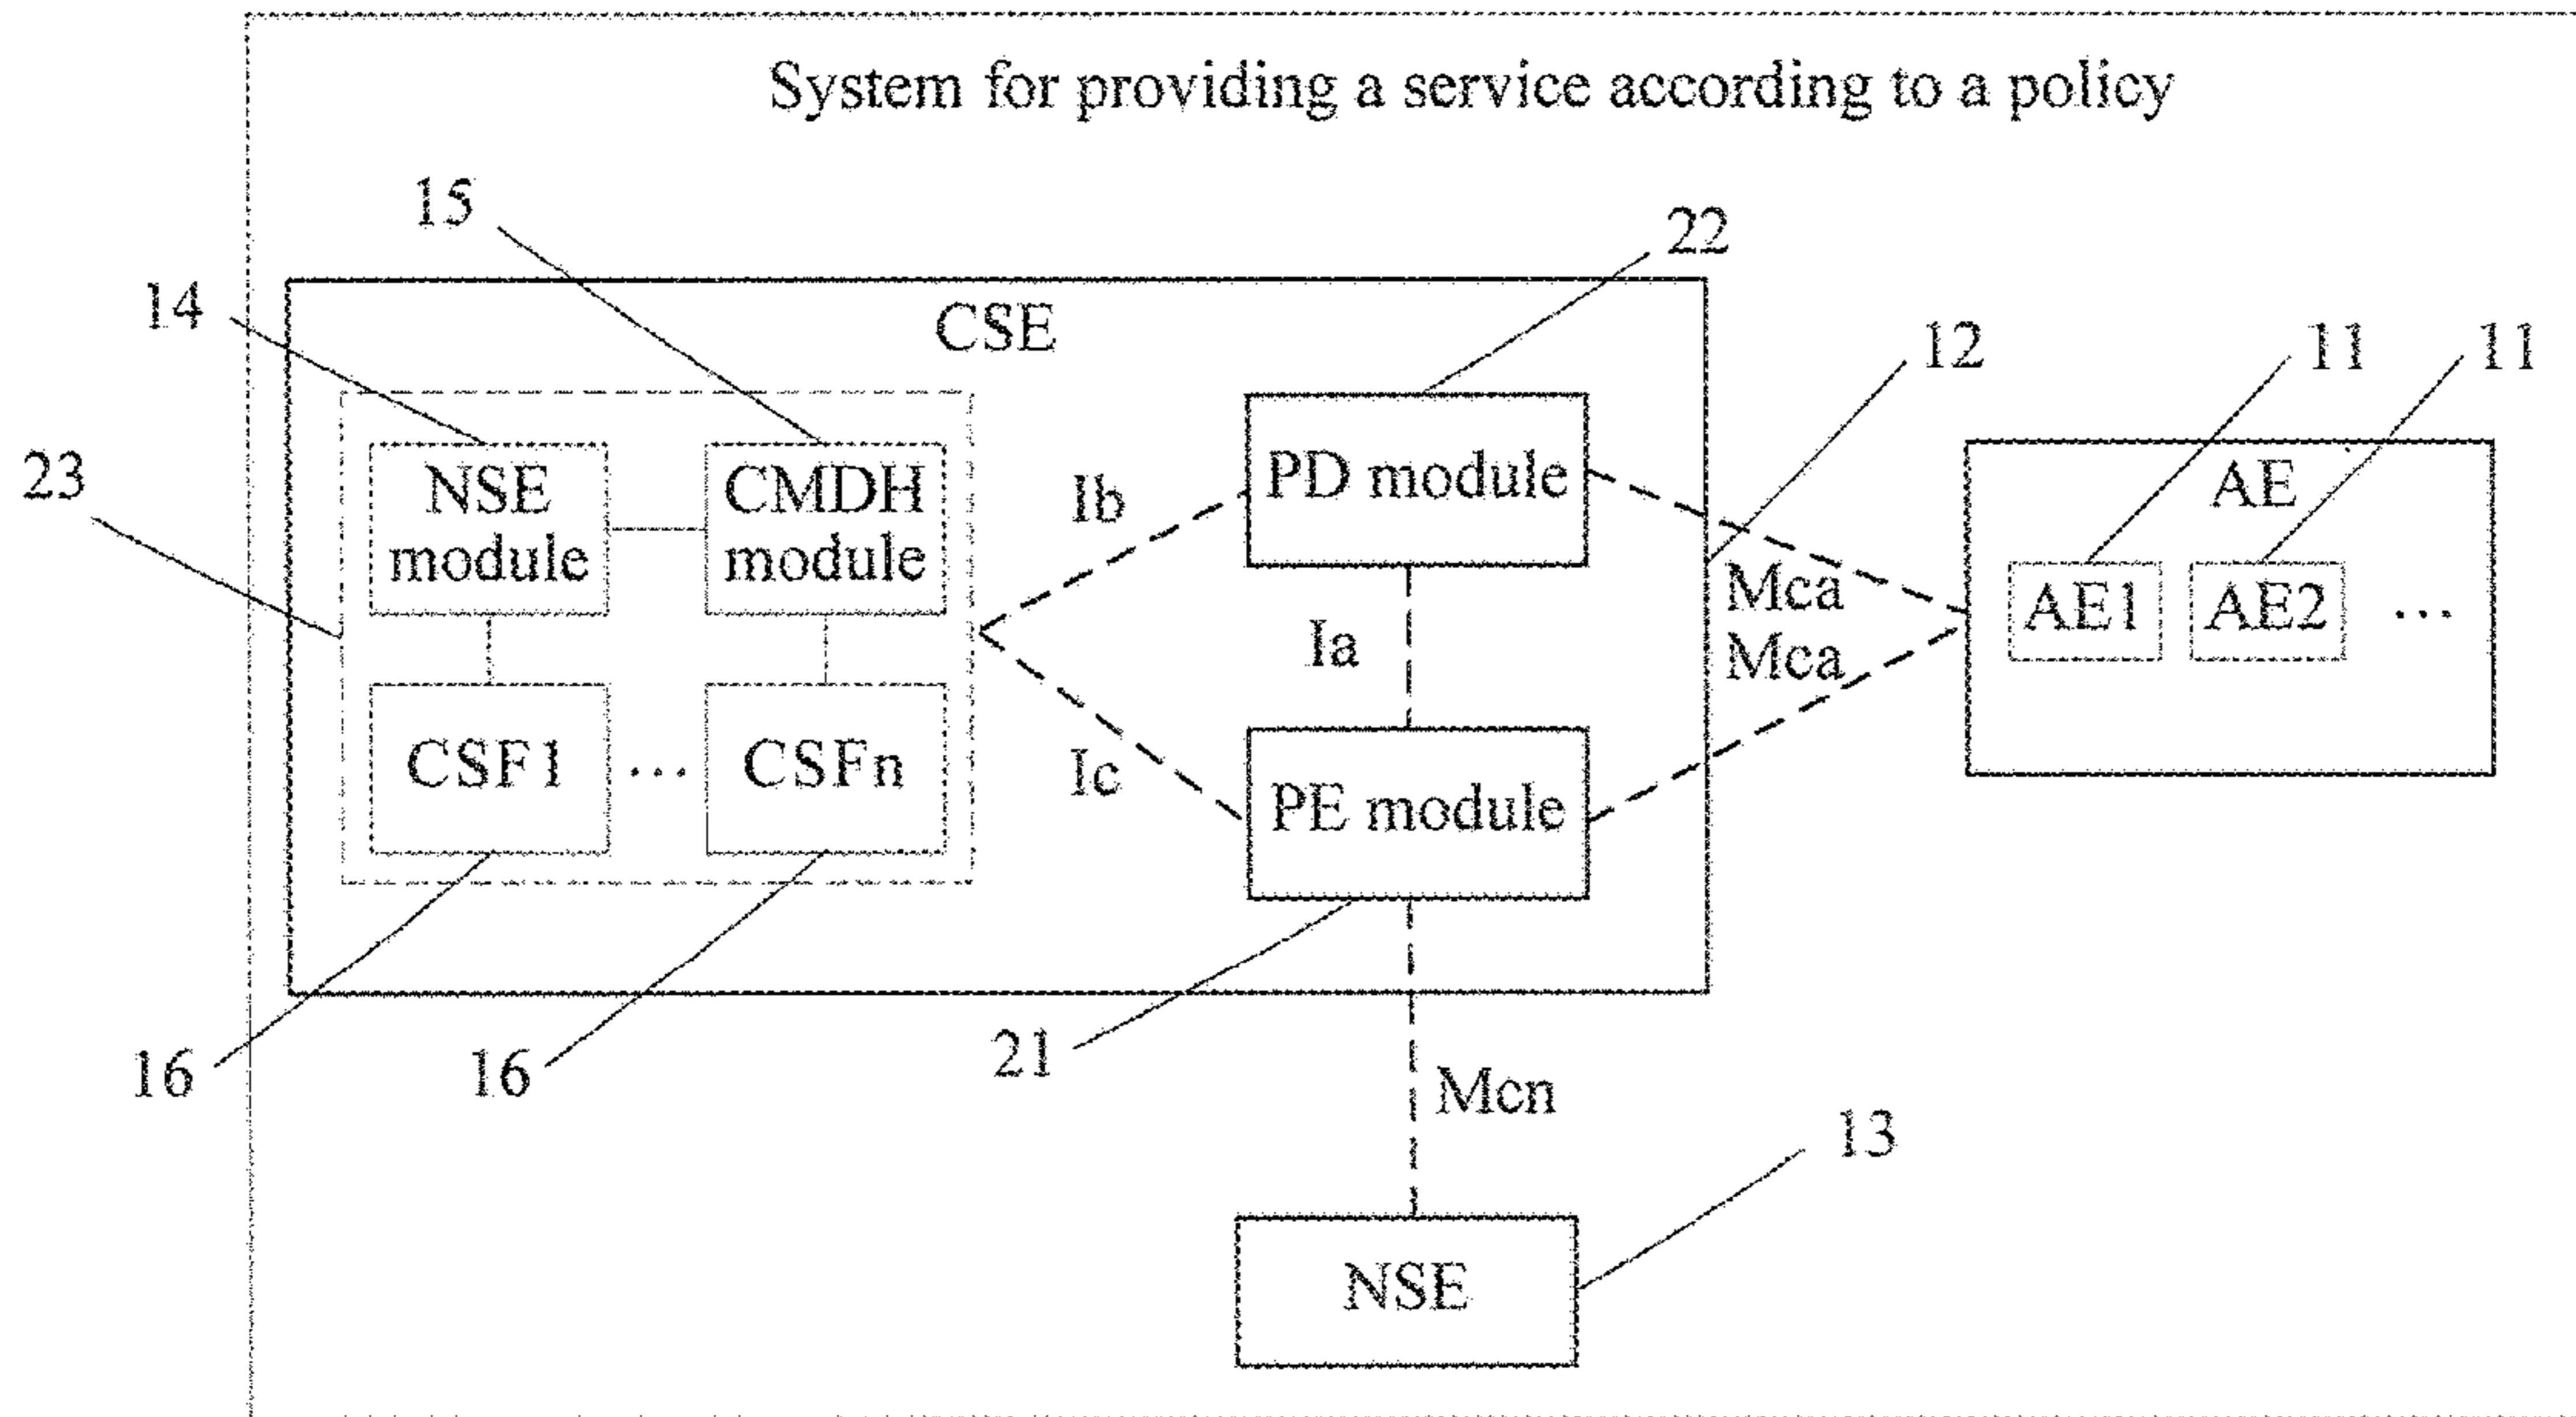 System for providing a service according to a policy
15
22
14
CSE
12
11
11
23
NSE
module
CMDH
module
Ib
PD module
AE
Mca
AE1
AE2
...
Ia
Mca
CSF1
...
CSFn
Ic
PE module
16
16
21
Mcn
13
NSE